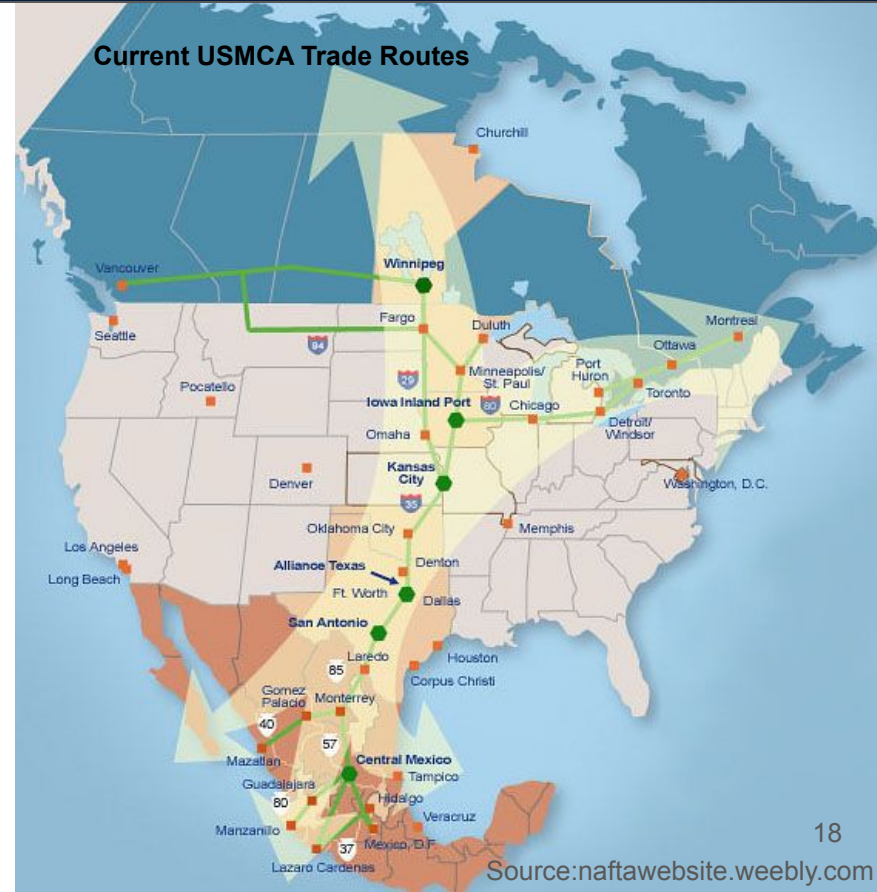 Current USMCA Trade Routes
Churchill
Vancouver
Winnipeg
Seattle
Fargo
Duluth
Montreal
94
Ottawa
Port
Huron
Pocatello
29
Minneapolis/
St. Paul
Toronto
Iowa Inland Port
80
Chicago
Detroit/
Windsor
Omaha
Kansas
City
Denver
Washington, D.C.
35
Oklahoma City
Memphis
Los Angeles
Long Beach
Denton
Alliance Texas
Ft. Worth
Dallas
San Antonio
Laredo
Houston
85
Corpus Christi
Gomez
Palacio
Monterrey
40
57
Mazatlan
Central Mexico
Tampico
Guadalajara
80
Hidalgo
Veracruz
Manzanillo
37
Mexico, D.F.
Lazaro Cardenas
18
Source:naftawebsite.weebly.com